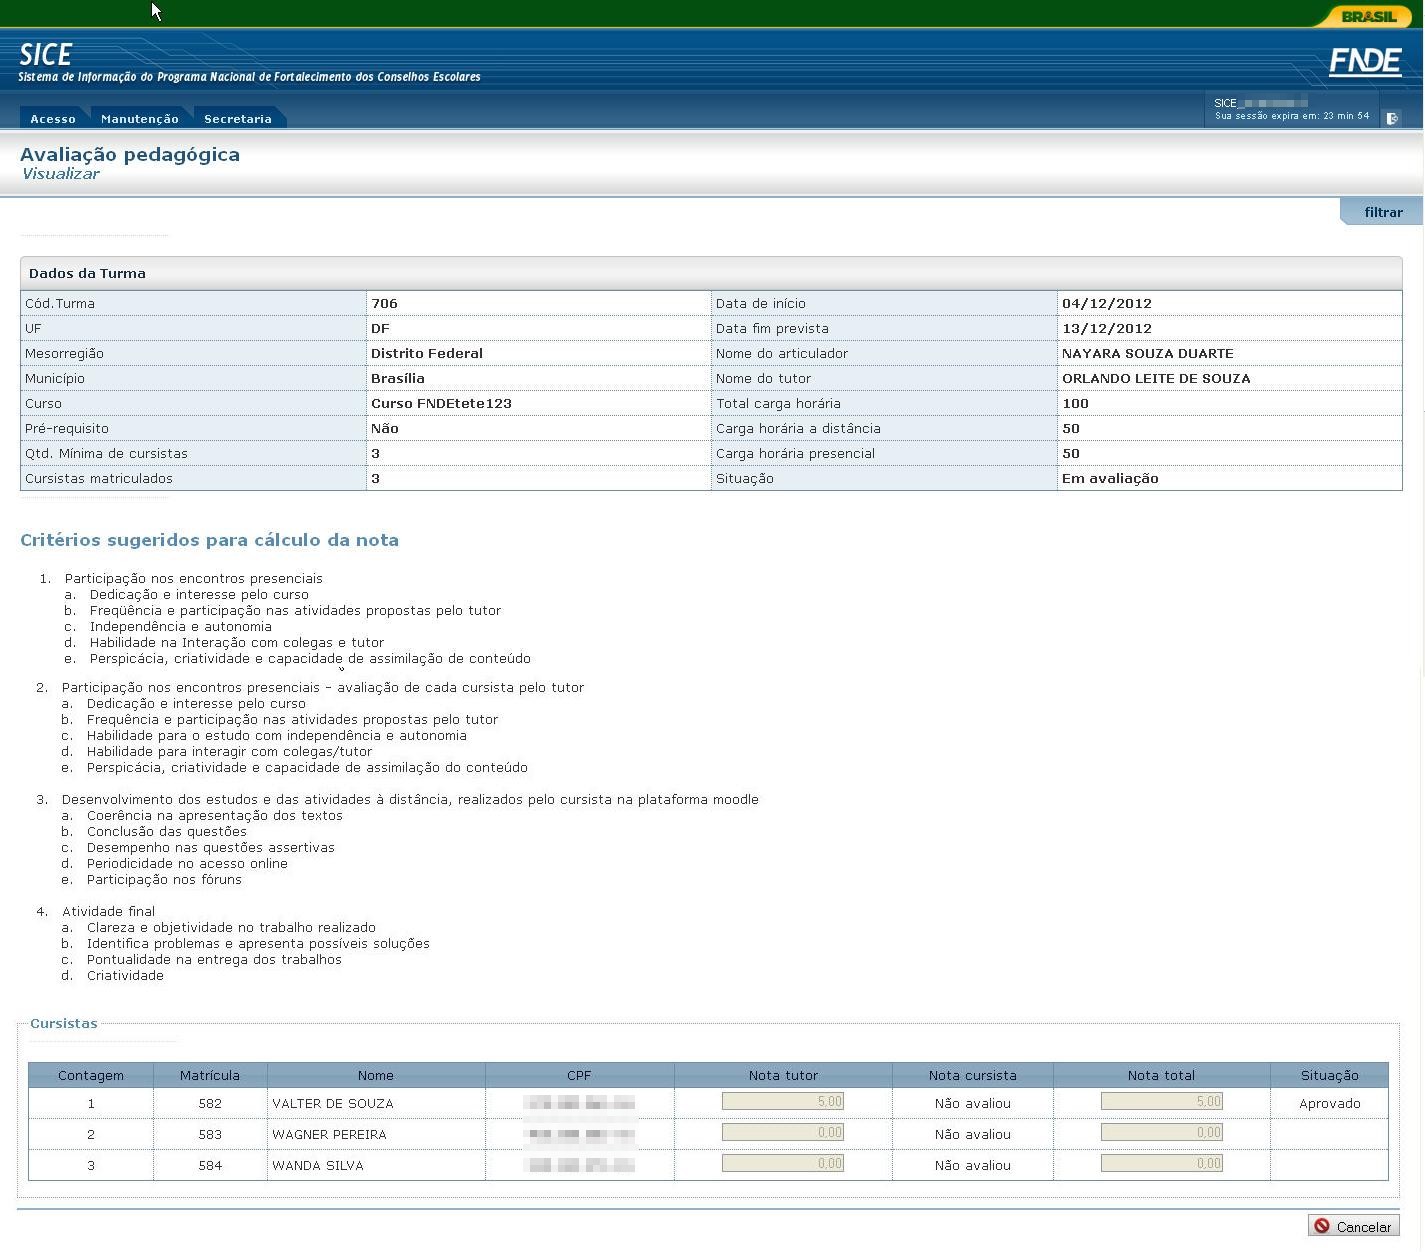 BRASIL
SICE
Sistema de Informação do Programa Nacional de Fortalecimento dos Conselhos Escolares
FNDE
Acesso Manutenção Secretaria
SICE_
Sua sessão expira em: 23 min 54
Avaliação pedagógica
Visualizar
filtrar
Dados da Turma
Cód.Turma 706 Data de início 04/12/2012
UF DF Data fim prevista 13/12/2012
Mesorregião Distrito Federal Nome do articulador NAYARA SOUZA DUARTE
Município Brasília Nome do tutor ORLANDO LEITE DE SOUZA
Curso Curso FNDEtete123 Total carga horária 100
Pré-requisito Não Carga horária a distância 50
Qtd. Mínima de cursistas 3 Carga horária presencial 50
Cursistas matriculados 3 Situação Em avaliação
Critérios sugeridos para cálculo da nota
1. Participação nos encontros presenciais
a. Dedicação e interesse pelo curso
b. Freqüência e participação nas atividades propostas pelo tutor
c. Independência e autonomia
d. Habilidade na Interação com colegas e tutor
e. Perspicácia, criatividade e capacidade de assimilação de conteúdo
2. Participação nos encontros presenciais - avaliação de cada cursista pelo tutor
a. Dedicação e interesse pelo curso
b. Frequência e participação nas atividades propostas pelo tutor
c. Habilidade para o estudo com independência e autonomia
d. Habilidade para interagir com colegas/tutor
e. Perspicácia, criatividade e capacidade de assimilação do conteúdo
3. Desenvolvimento dos estudos e das atividades à distância, realizados pelo cursista na plataforma moodle
a. Coerência na apresentação dos textos
b. Conclusão das questões
c. Desempenho nas questões assertivas
d. Periodicidade no acesso online
e. Participação nos fóruns
4. Atividade final
a. Clareza e objetividade no trabalho realizado
b. Identifica problemas e apresenta possíveis soluções
c. Pontualidade na entrega dos trabalhos
d. Criatividade
Cursistas
Contagem Matrícula Nome CPF Nota tutor Nota cursista Nota total Situação
1 582 VALTER DE SOUZA 5,00 Não avaliou 5,00 Aprovado
2 583 WAGNER PEREIRA 0,00 Não avaliou 0,00
3 584 WANDA SILVA 0,00 Não avaliou 0,00
Cancelar